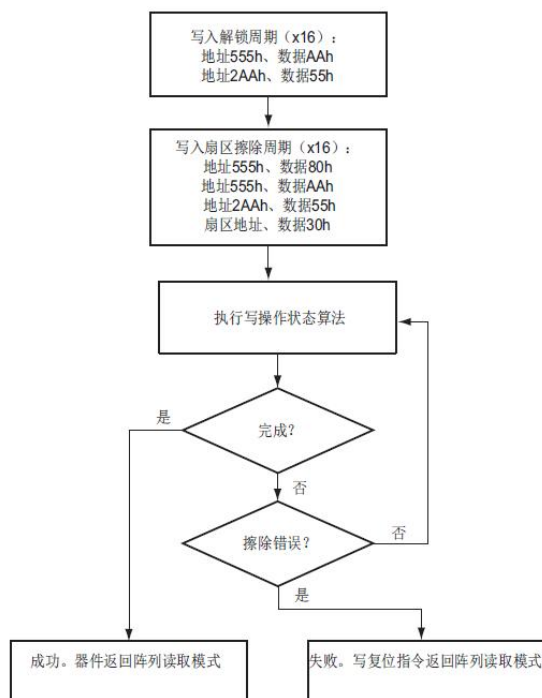 写入解锁周期（x16）：
地址555h、数据AAh
地址2AAh、数据55h
写入扇区擦除周期（x16）：
地址555h、数据80h
地址555h、数据AAh
地址2AAh、数据55h
扇区地址、数据30h
执行写操作状态算法
是
完成？
否
擦除错误？
否
是
成功。器件返回阵列读取模式
失败。写复位指令返回阵列读取模式